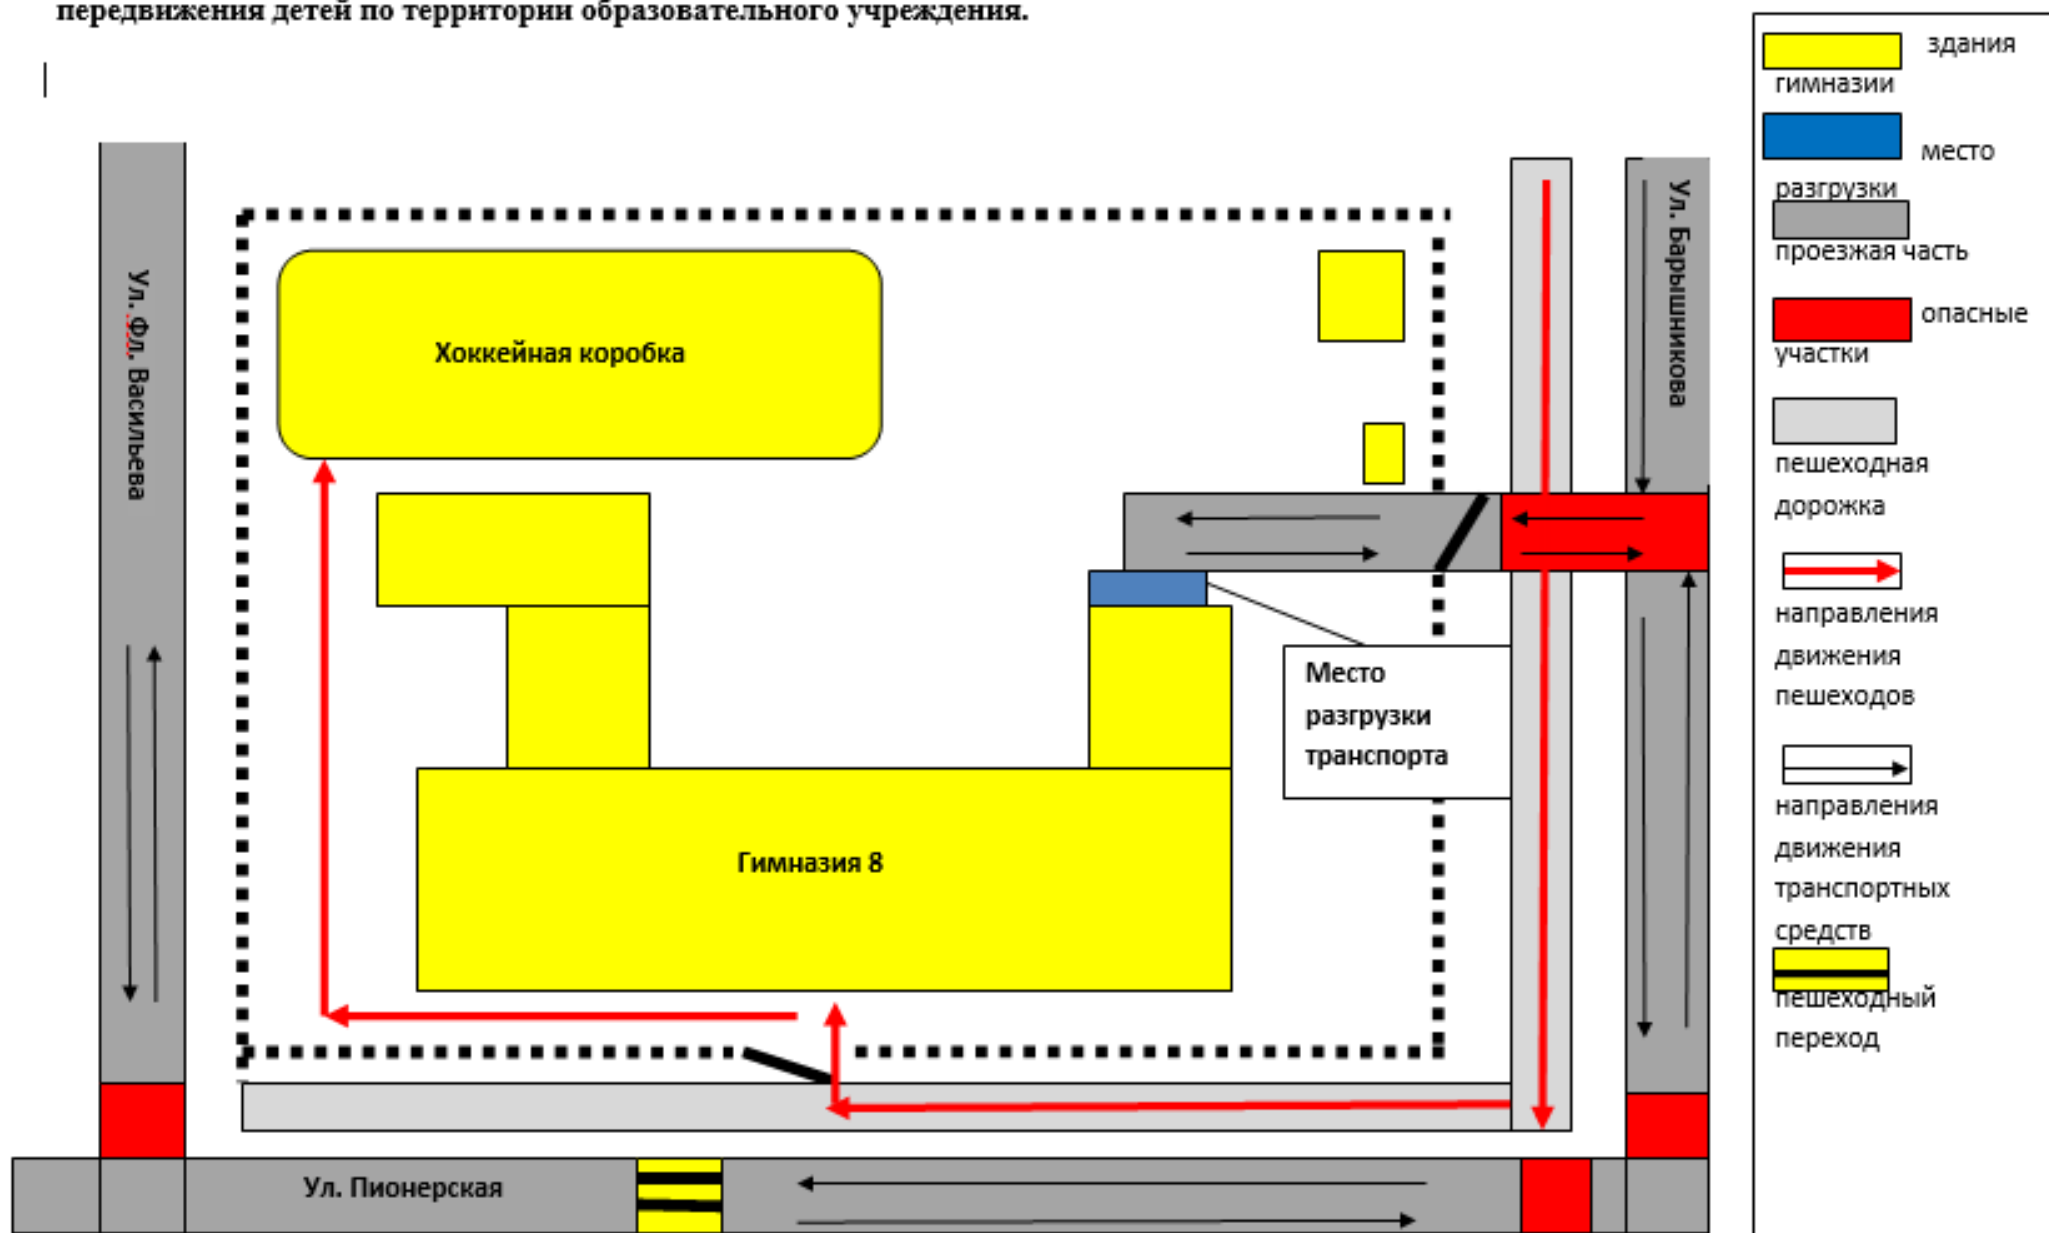 передвижения детей по территории образовательного учреждения.
Ул. Фл. Васильева
Хоккейная коробка
Ул. Барышникова
Место
разгрузки
транспорта
Гимназия 8
Ул. Пионерская
здания
гимназии
место
разгрузки
проезжая часть
опасные
участки
пешеходная
дорожка
направления
движения
пешеходов
направления
движения
транспортных
средств
пешеходный
переход